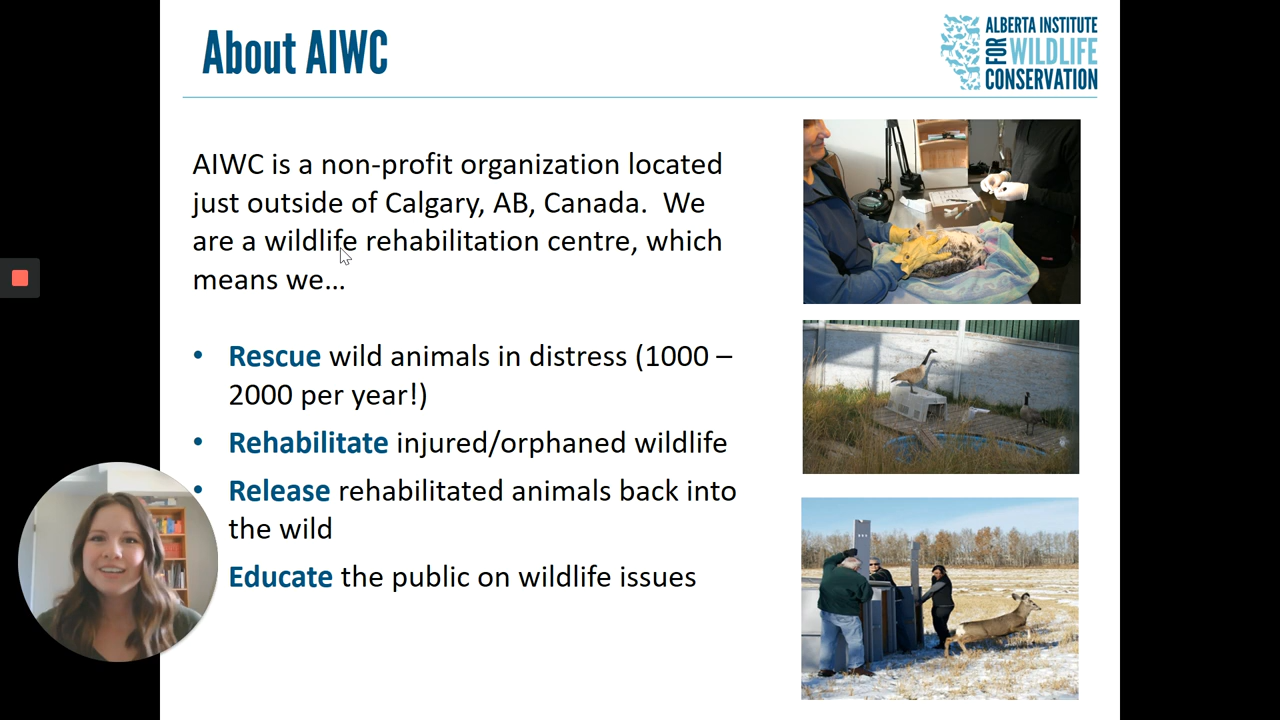 About AIWC
ALBERTA INSTITUTE
FOR WILDLIFE
CONSERVATION
AIWC is a non-profit organization located
just outside of Calgary, AB, Canada.  We
are a wildlife rehabilitation centre, which
means we...
• Rescue wild animals in distress (1000 –
2000 per year!)
• Rehabilitate injured/orphaned wildlife
• Release rehabilitated animals back into
the wild
Educate the public on wildlife issues